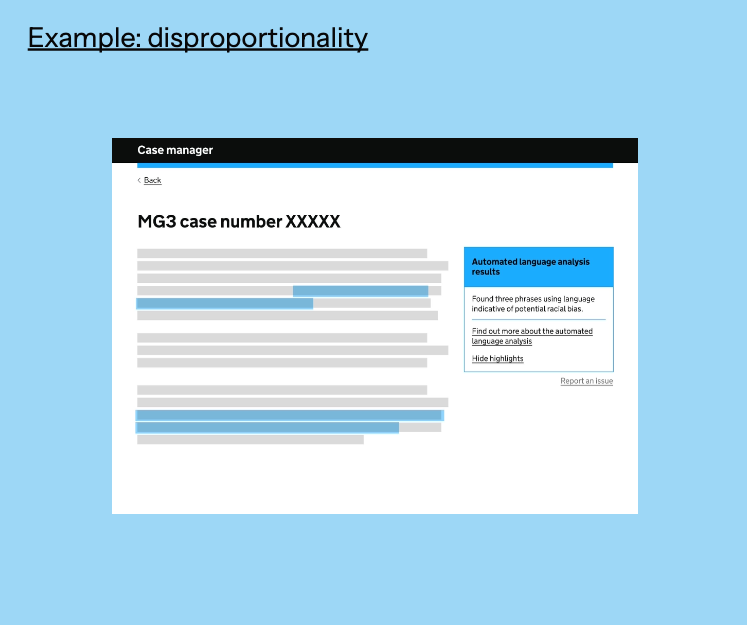 Example: disproportionality
Case manager
< Back
MG3 case number XXXXX
Automated language analysis
results
Found three phrases using language
indicative of potential racial bias.
Find out more about the automated
language analysis
Hide highlights
Report an issue